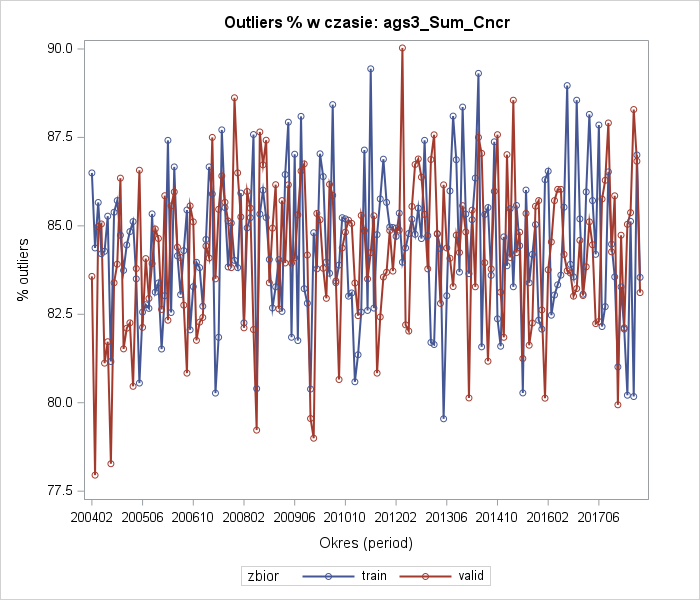 Outliers % w czasie: ags3_Sum_Cncr
% outliers
90.0
87.5
85.0
82.5
80.0
77.5
200402 200506 200610 200802 200906 201010 201202 201306 201410 201602 201706
Okres (period)
zbior train valid